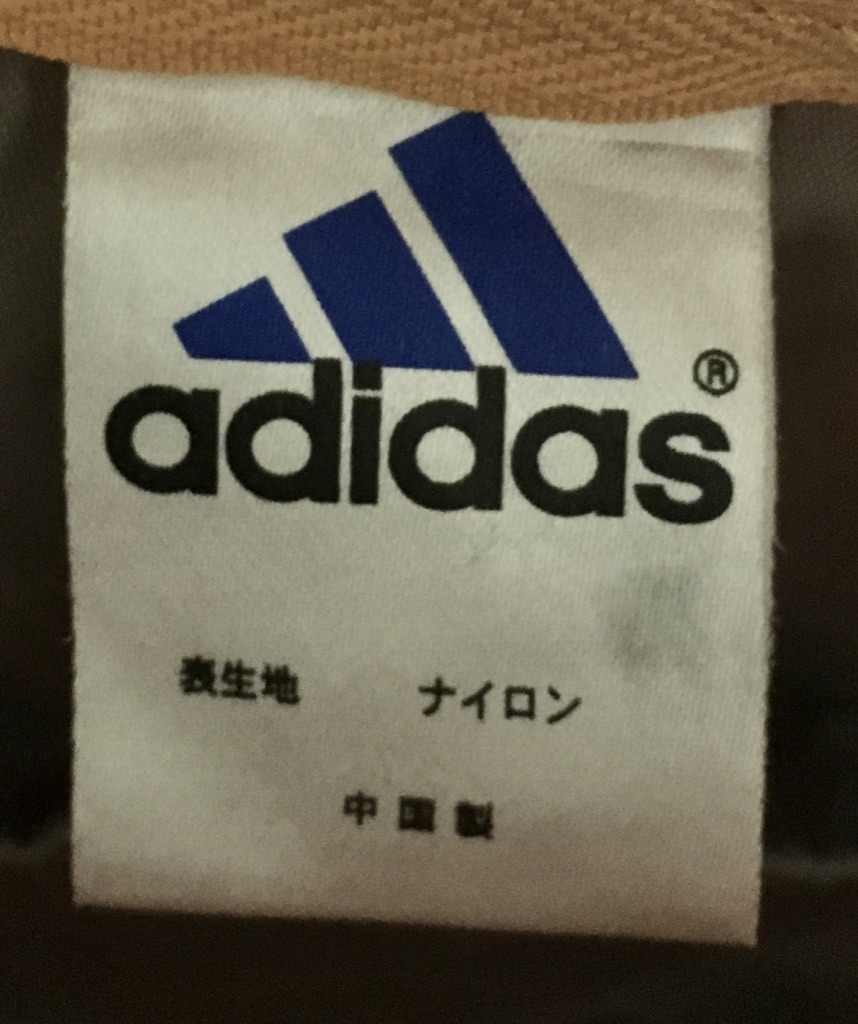 adidas®
表生地 ナイロン
中国製